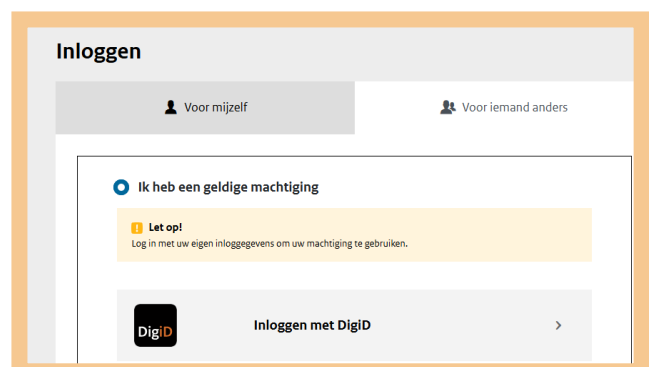 Inloggen
Voor mijzelf
Voor iemand anders
Ik heb een geldige machtiging
Let op!
Log in met uw eigen inloggegevens om uw machtiging te gebruiken.
DigiD
Inloggen met DigiD